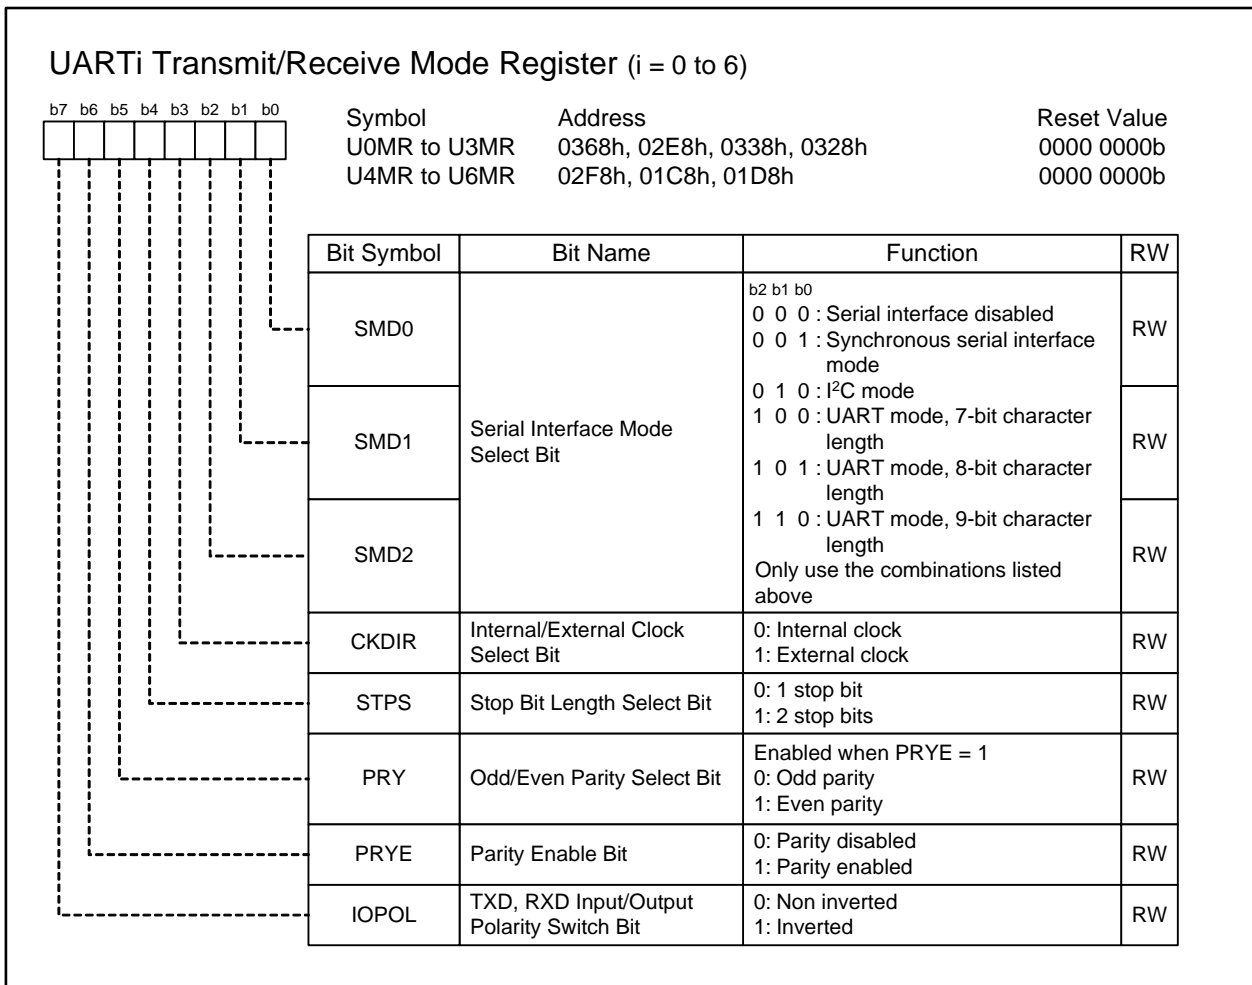 UARTi Transmit/Receive Mode Register (i = 0 to 6)
b7 b6 b5 b4 b3 b2 b1 b0
Symbol Address Reset Value
U0MR to U3MR 0368h, 02E8h, 0338h, 0328h 0000 0000b
U4MR to U6MR 02F8h, 01C8h, 01D8h 0000 0000b
Bit Symbol Bit Name Function RW
SMD0 RW
SMD1 RW
SMD2 RW
Serial Interface Mode
Select Bit
b2 b1 b0
0 0 0 : Serial interface disabled
0 0 1 : Synchronous serial interface
mode
0 1 0 : I²C mode
1 0 0 : UART mode, 7-bit character
length
1 0 1 : UART mode, 8-bit character
length
1 1 0 : UART mode, 9-bit character
length
Only use the combinations listed
above
CKDIR
Internal/External Clock
Select Bit
0: Internal clock
1: External clock
RW
STPS
Stop Bit Length Select Bit
0: 1 stop bit
1: 2 stop bits
RW
PRY
Odd/Even Parity Select Bit
Enabled when PRYE = 1
0: Odd parity
1: Even parity
RW
PRYE
Parity Enable Bit
0: Parity disabled
1: Parity enabled
RW
IOPOL
TXD, RXD Input/Output
Polarity Switch Bit
0: Non inverted
1: Inverted
RW